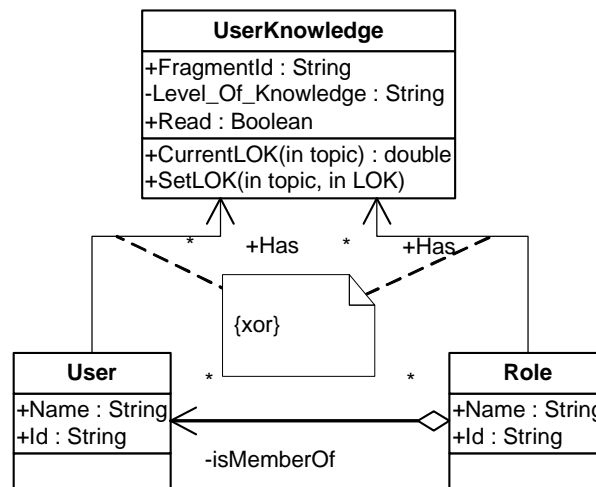 UserKnowledge
+FragmentId : String
-Level_Of_Knowledge : String
+Read : Boolean
+CurrentLOK(in topic) : double
+SetLOK(in topic, in LOK)
* +Has * +Has
{xor}
User * * Role
+Name : String +Name : String
+Id : String +Id : String
-isMemberOf